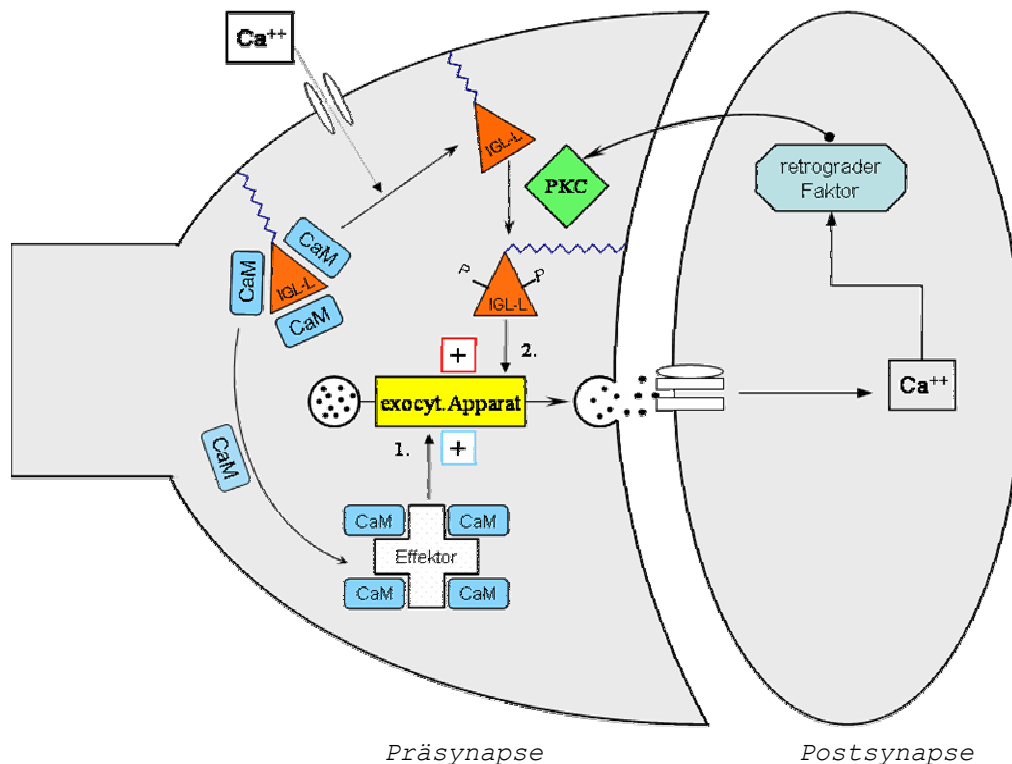 Ca++
IGL-L
retrograder
Faktor
PKC
CaM
CaM
IGL-L
CaM
P
P
IGL-L
2.
+
exocyt.Apparat
Ca++
1.
+
CaM
CaM
CaM
Effektor
CaM
CaM
Präsynapse
Postsynapse